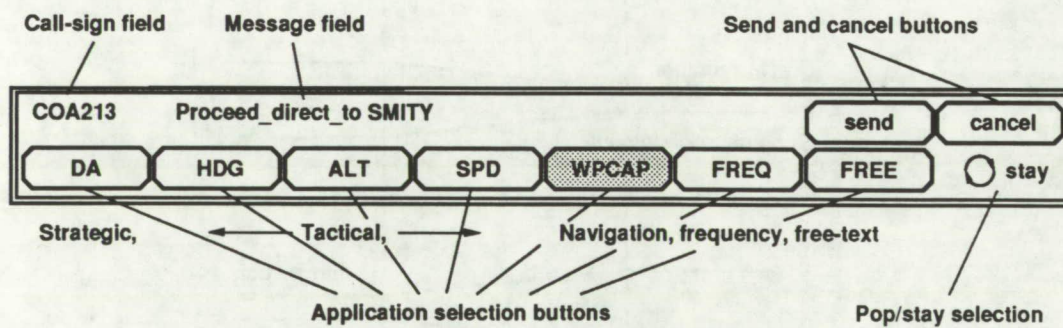 Call-sign field Message field Send and cancel buttons
COA213 Proceed_direct_to SMITY send cancel
DA HDG ALT SPD WPCAP FREQ FREE stay
Strategic, Tactical, Navigation, frequency, free-text
Application selection buttons Pop/stay selection